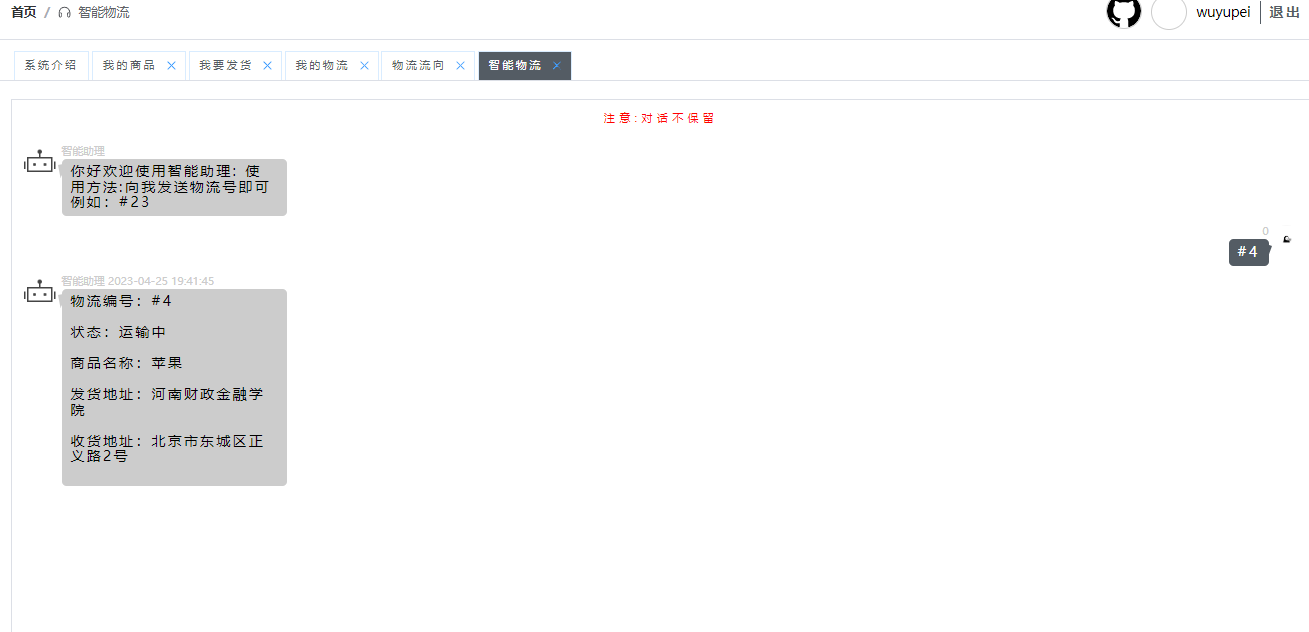 首页 / 智能物流
wuyupei 退出
系统介绍 我的商品 我要发货 我的物流 物流流向 智能物流
注意:对话不保留
智能助理
你好欢迎使用智能助理：使
用方法:向我发送物流号即可
例如：#23
0
#4
智能助理 2023-04-25 19:41:45
物流编号：#4
状态：运输中
商品名称：苹果
发货地址：河南财政金融学
院
收货地址：北京市东城区正
义路2号